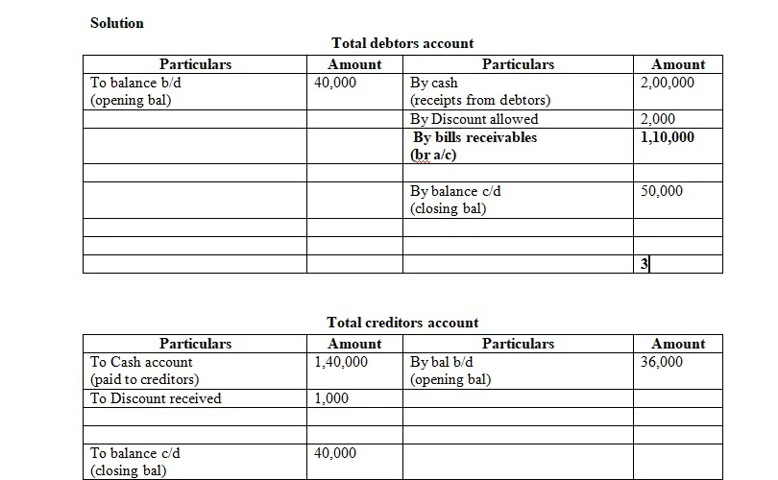 Solution
Total debtors account
Particulars Amount Particulars Amount
To balance b/d 40,000 By cash 2,00,000
(opening bal) (receipts from debtors)
By Discount allowed 2,000
By bills receivables 1,10,000
(br a/c)
By balance c/d 50,000
(closing bal)
3
Total creditors account
Particulars Amount Particulars Amount
To Cash account 1,40,000 By bal b/d 36,000
(paid to creditors) (opening bal)
To Discount received 1,000
To balance c/d 40,000
(closing bal)